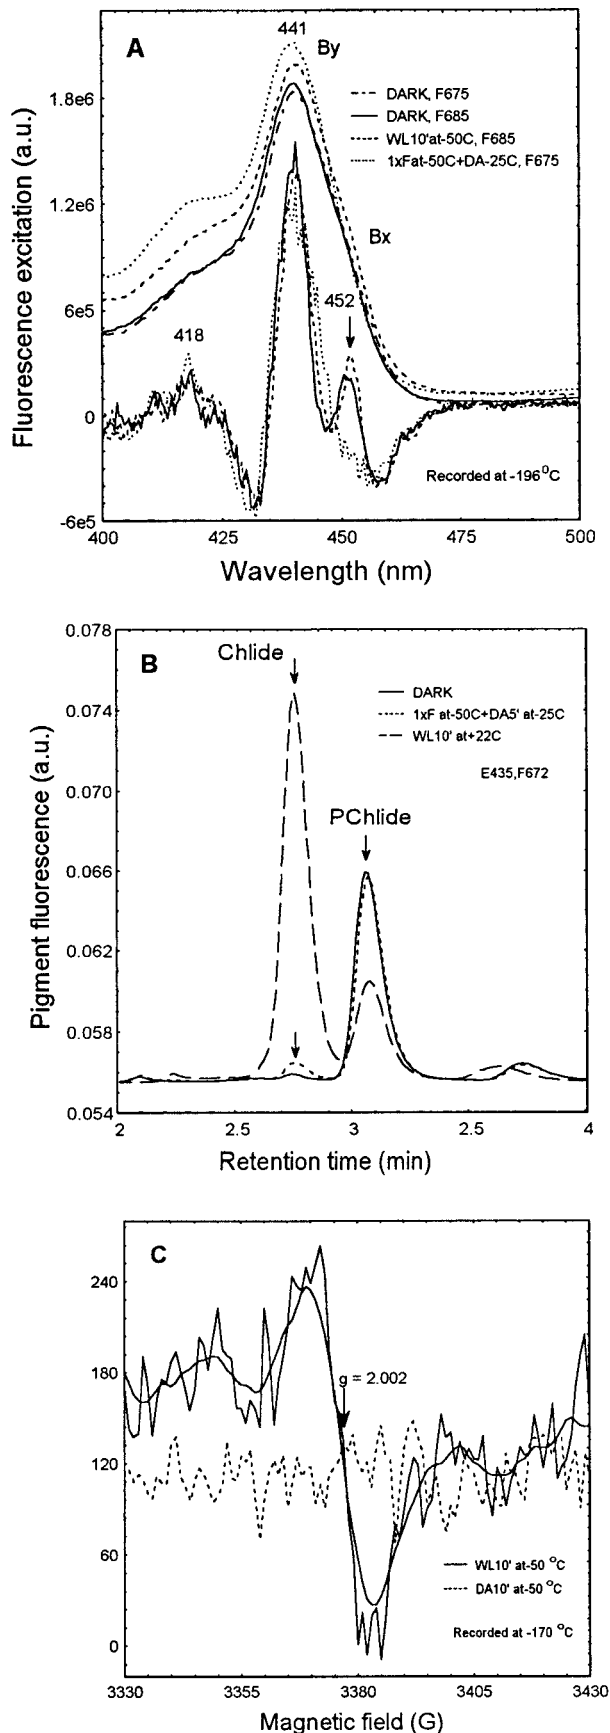 A
441
By
DARK, F675
DARK, F685
WL10'at-50C, F685
1xFat-50C+DA-25C, F675
1.8e6
1.2e6
6e5
0
-6e5
Bx
452
418
Recorded at -196°C
400
425
450
475
500
Fluorescence excitation (a.u.)
Wavelength (nm)
B
Chlide
PChlide
DARK
1xF at-50C+DA5' at-25C
WL10' at+22C
E435,F672
0.078
0.074
0.070
0.066
0.062
0.058
0.054
2
2.5
3
2.5
4
Pigment fluorescence (a.u.)
Retention time (min)
C
g = 2.002
240
180
120
60
0
WL10' at-50 °C
DA10' at-50 °C
Recorded at -170 °C
3330
3355
3380
3405
3430
Magnetic field (G)